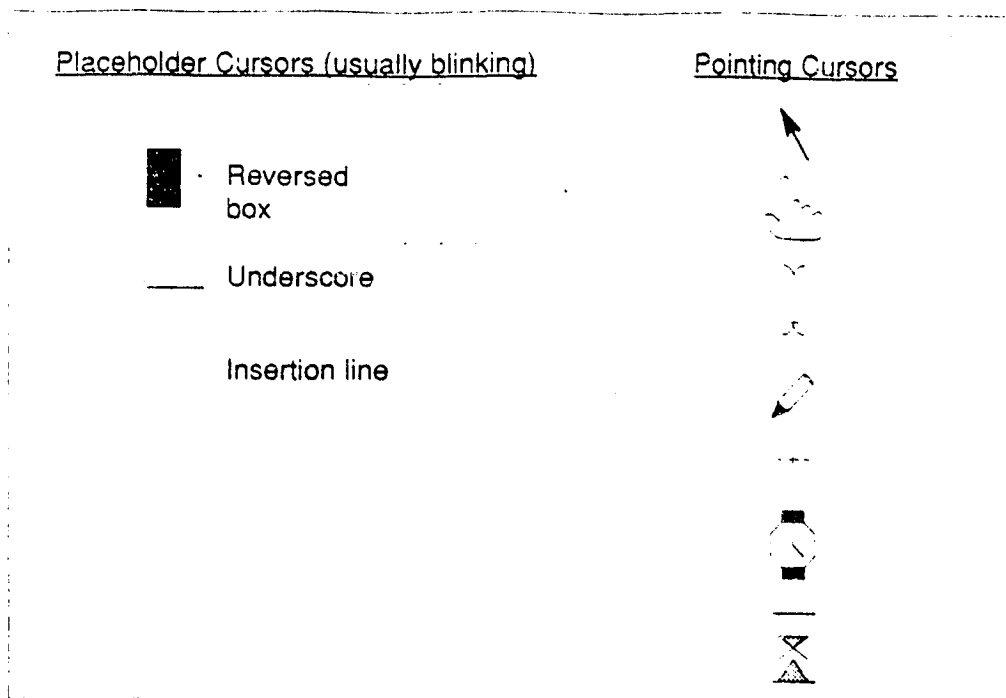 Placeholder Cursors (usually blinking)
Pointing Cursors
Reversed
box
Underscore
Insertion line